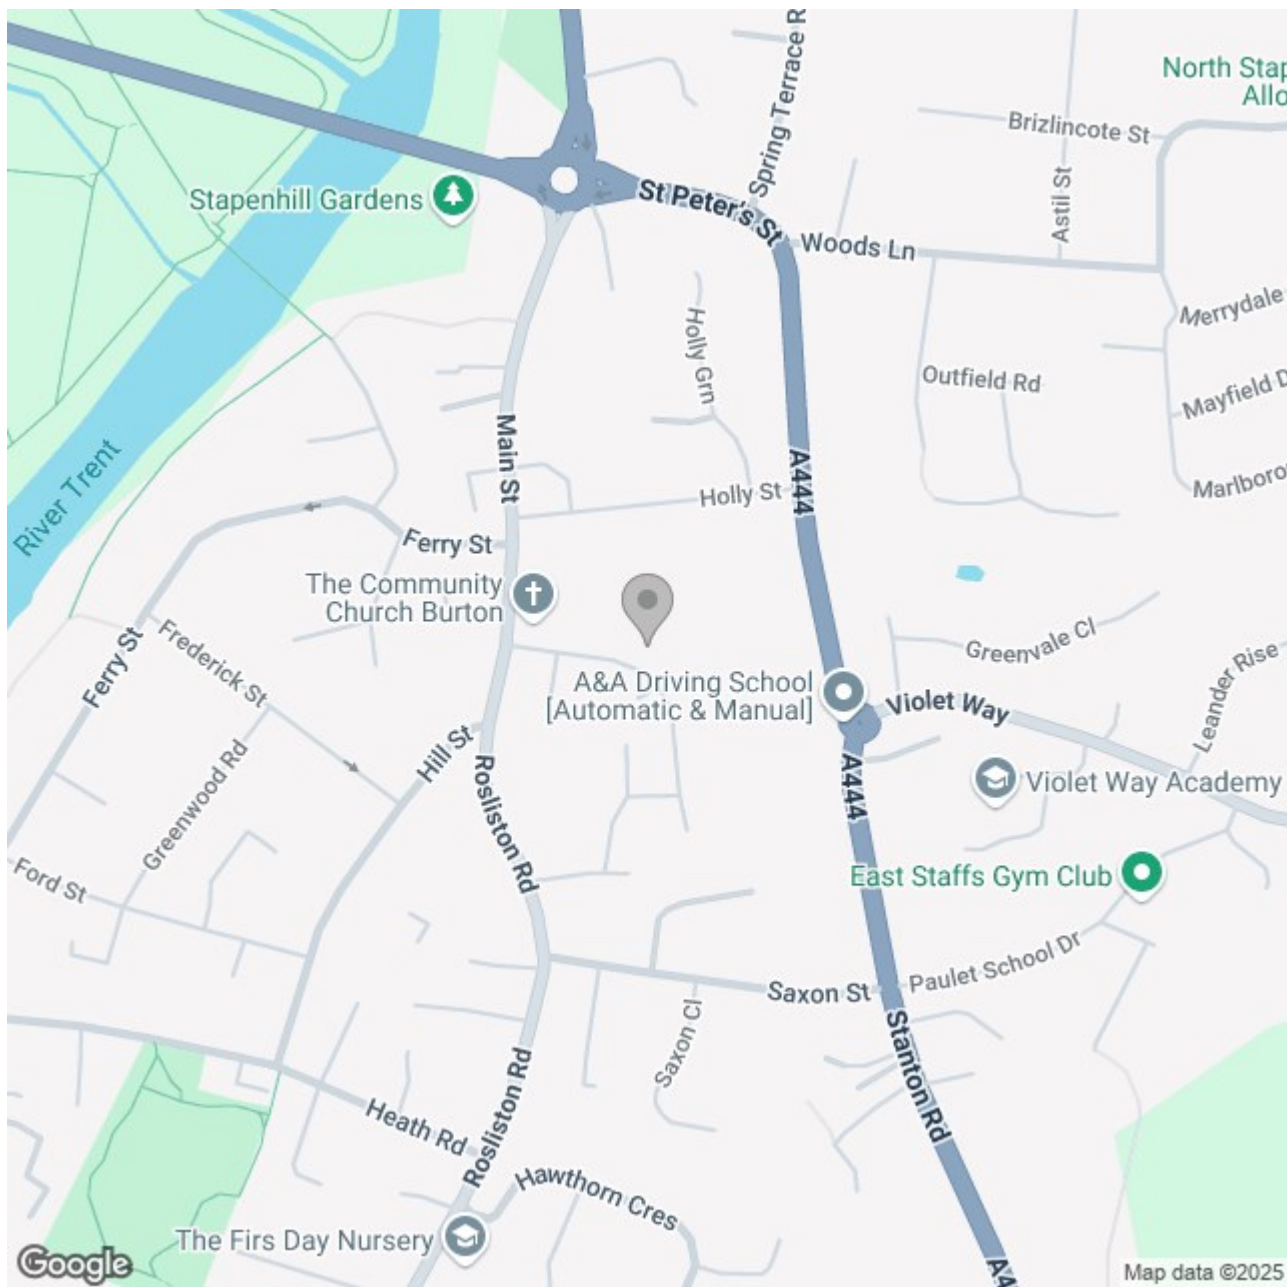 Spring Terrace R
North Stap
Allo
Brizlincote St
Stapenhill Gardens
St Peter's St
Astil St
Woods Ln
Merrydale
Holly Grn
Outfield Rd
Mayfield D
Main St
River Trent
A444
Holly St
Marlboro
Ferry St
The Community
Church Burton
Ferry St
Frederick St
Greenvale Cl
Leander Rise
A&A Driving School
[Automatic & Manual]
Violet Way
Hill St
Greenwood Rd
Rosliston Rd
A444
Violet Way Academy
Ford St
East Staffs Gym Club
Paulet School Dr
Saxon St
Saxon Cl
Stanton Rd
Heath Rd
Rosliston Rd
Hawthorn Cres
The Firs Day Nursery
A4
Google
Map data ©2025